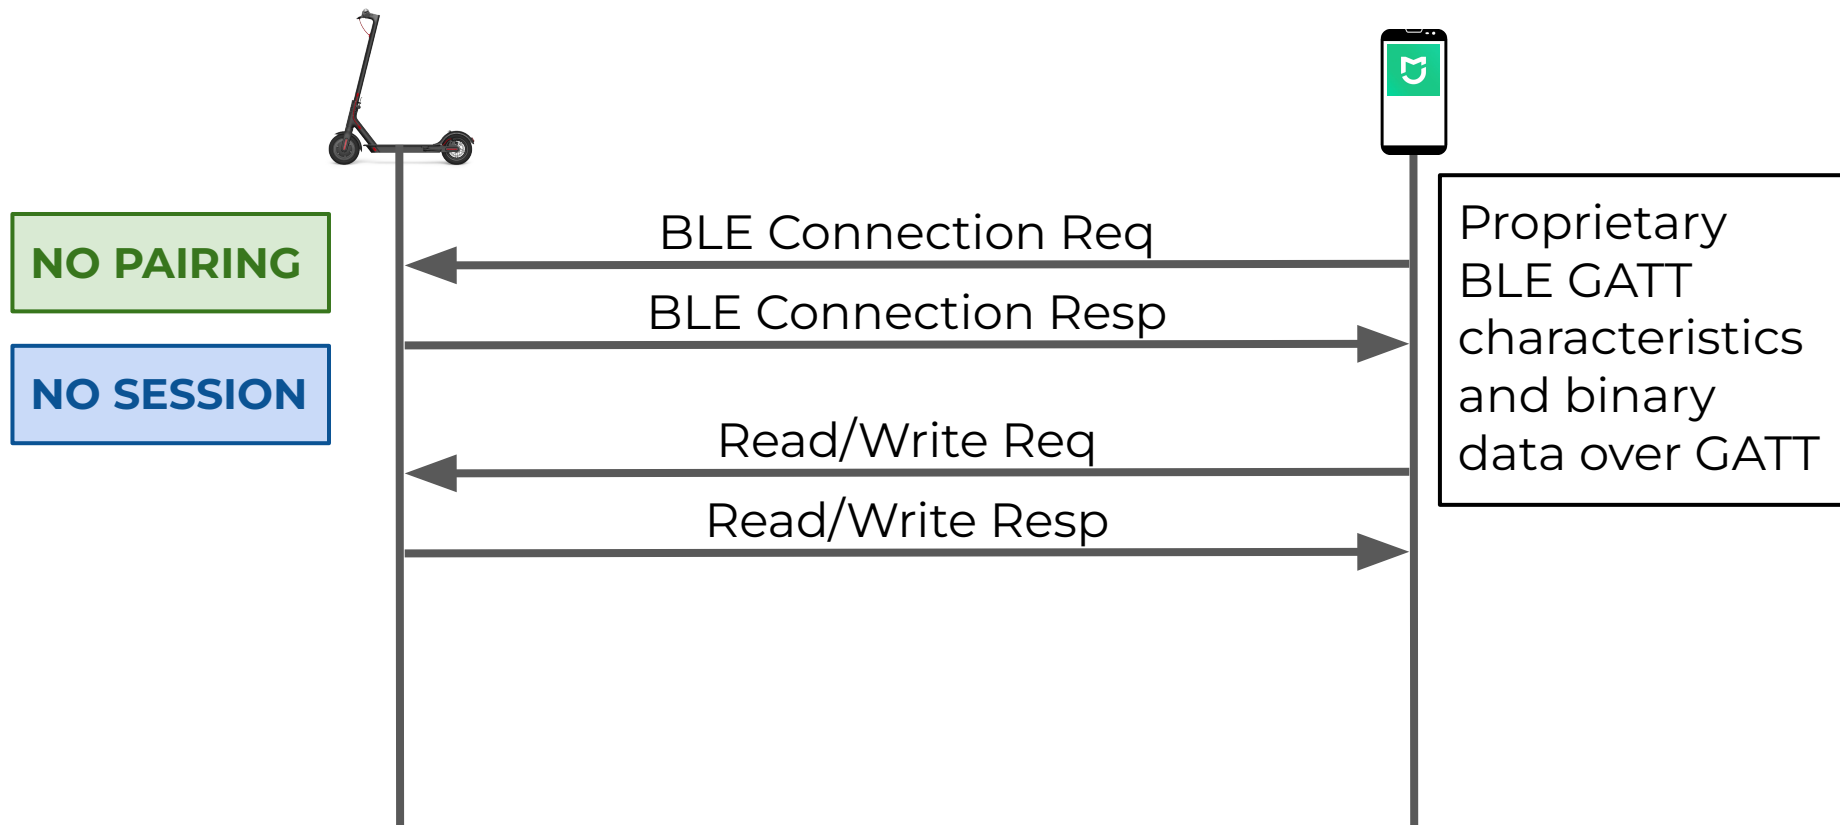 NO PAIRING
NO SESSION
BLE Connection Req
BLE Connection Resp
Read/Write Req
Read/Write Resp
Proprietary
BLE GATT
characteristics
and binary
data over GATT